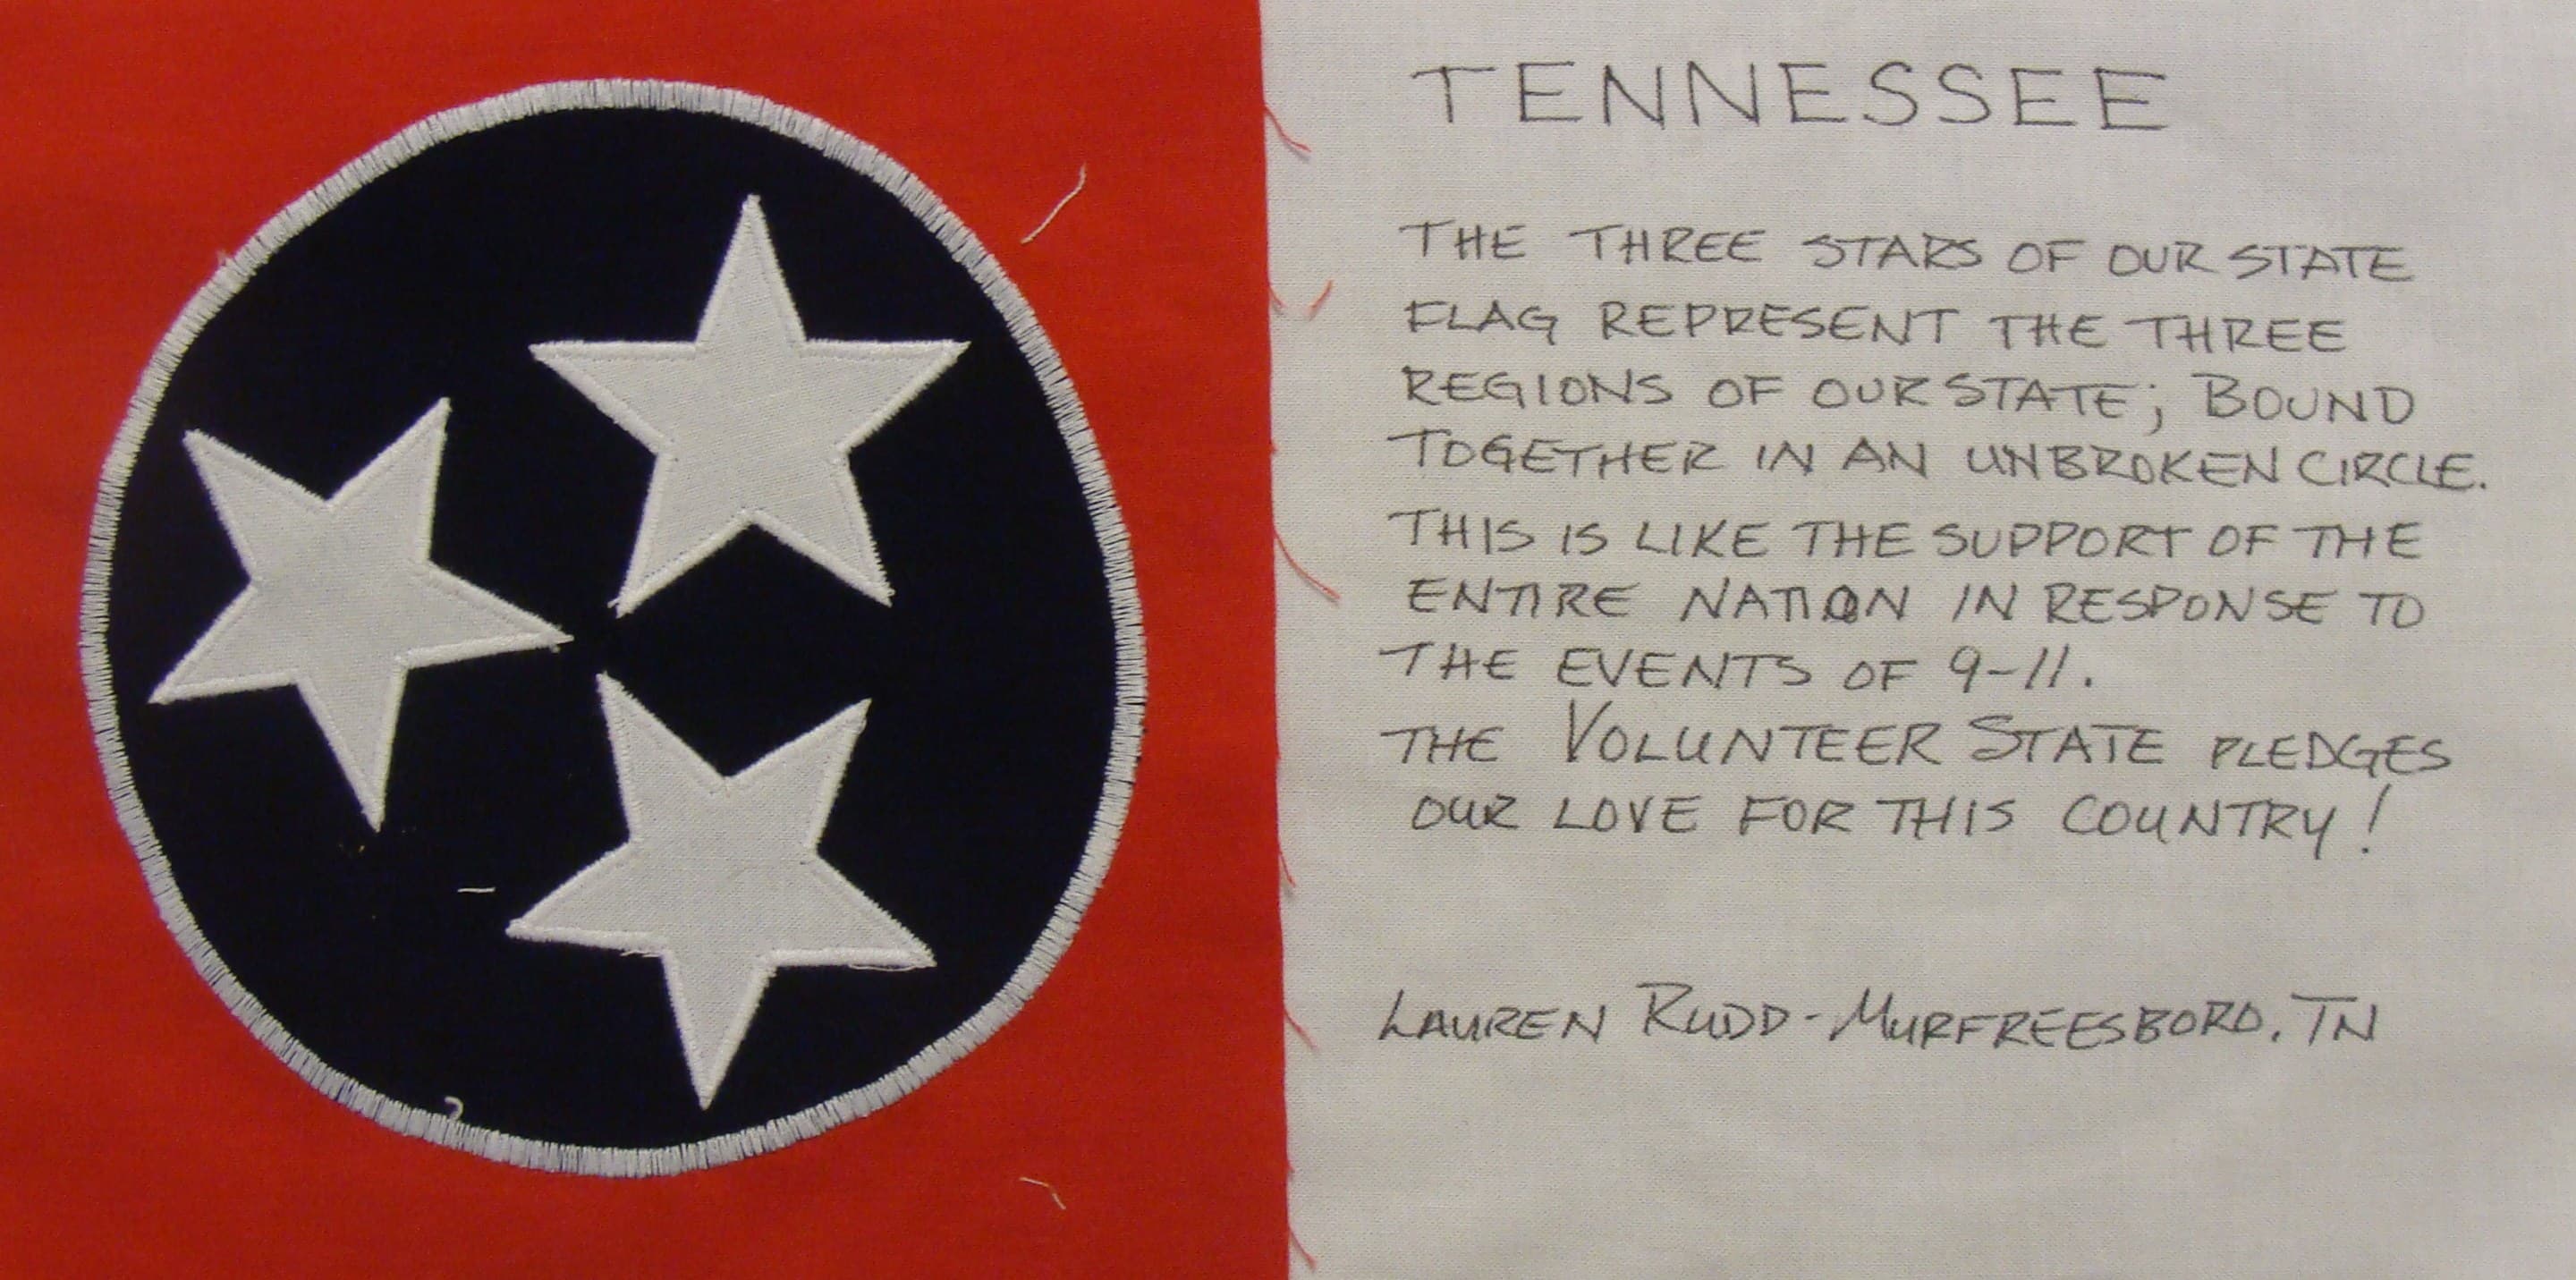 TENNESSEE
THE THREE STARS OF OUR STATE
FLAG REPRESENT THE THREE
REGIONS OF OUR STATE; BOUND
TOGETHER IN AN UNBROKEN CIRCLE.
THIS IS LIKE THE SUPPORT OF THE
ENTIRE NATION IN RESPONSE TO
THE EVENTS OF 9-11.
THE VOLUNTEER STATE PLEDGES
OUR LOVE FOR THIS COUNTRY!
LAUREN RUDD - MURFREESBORO, TN